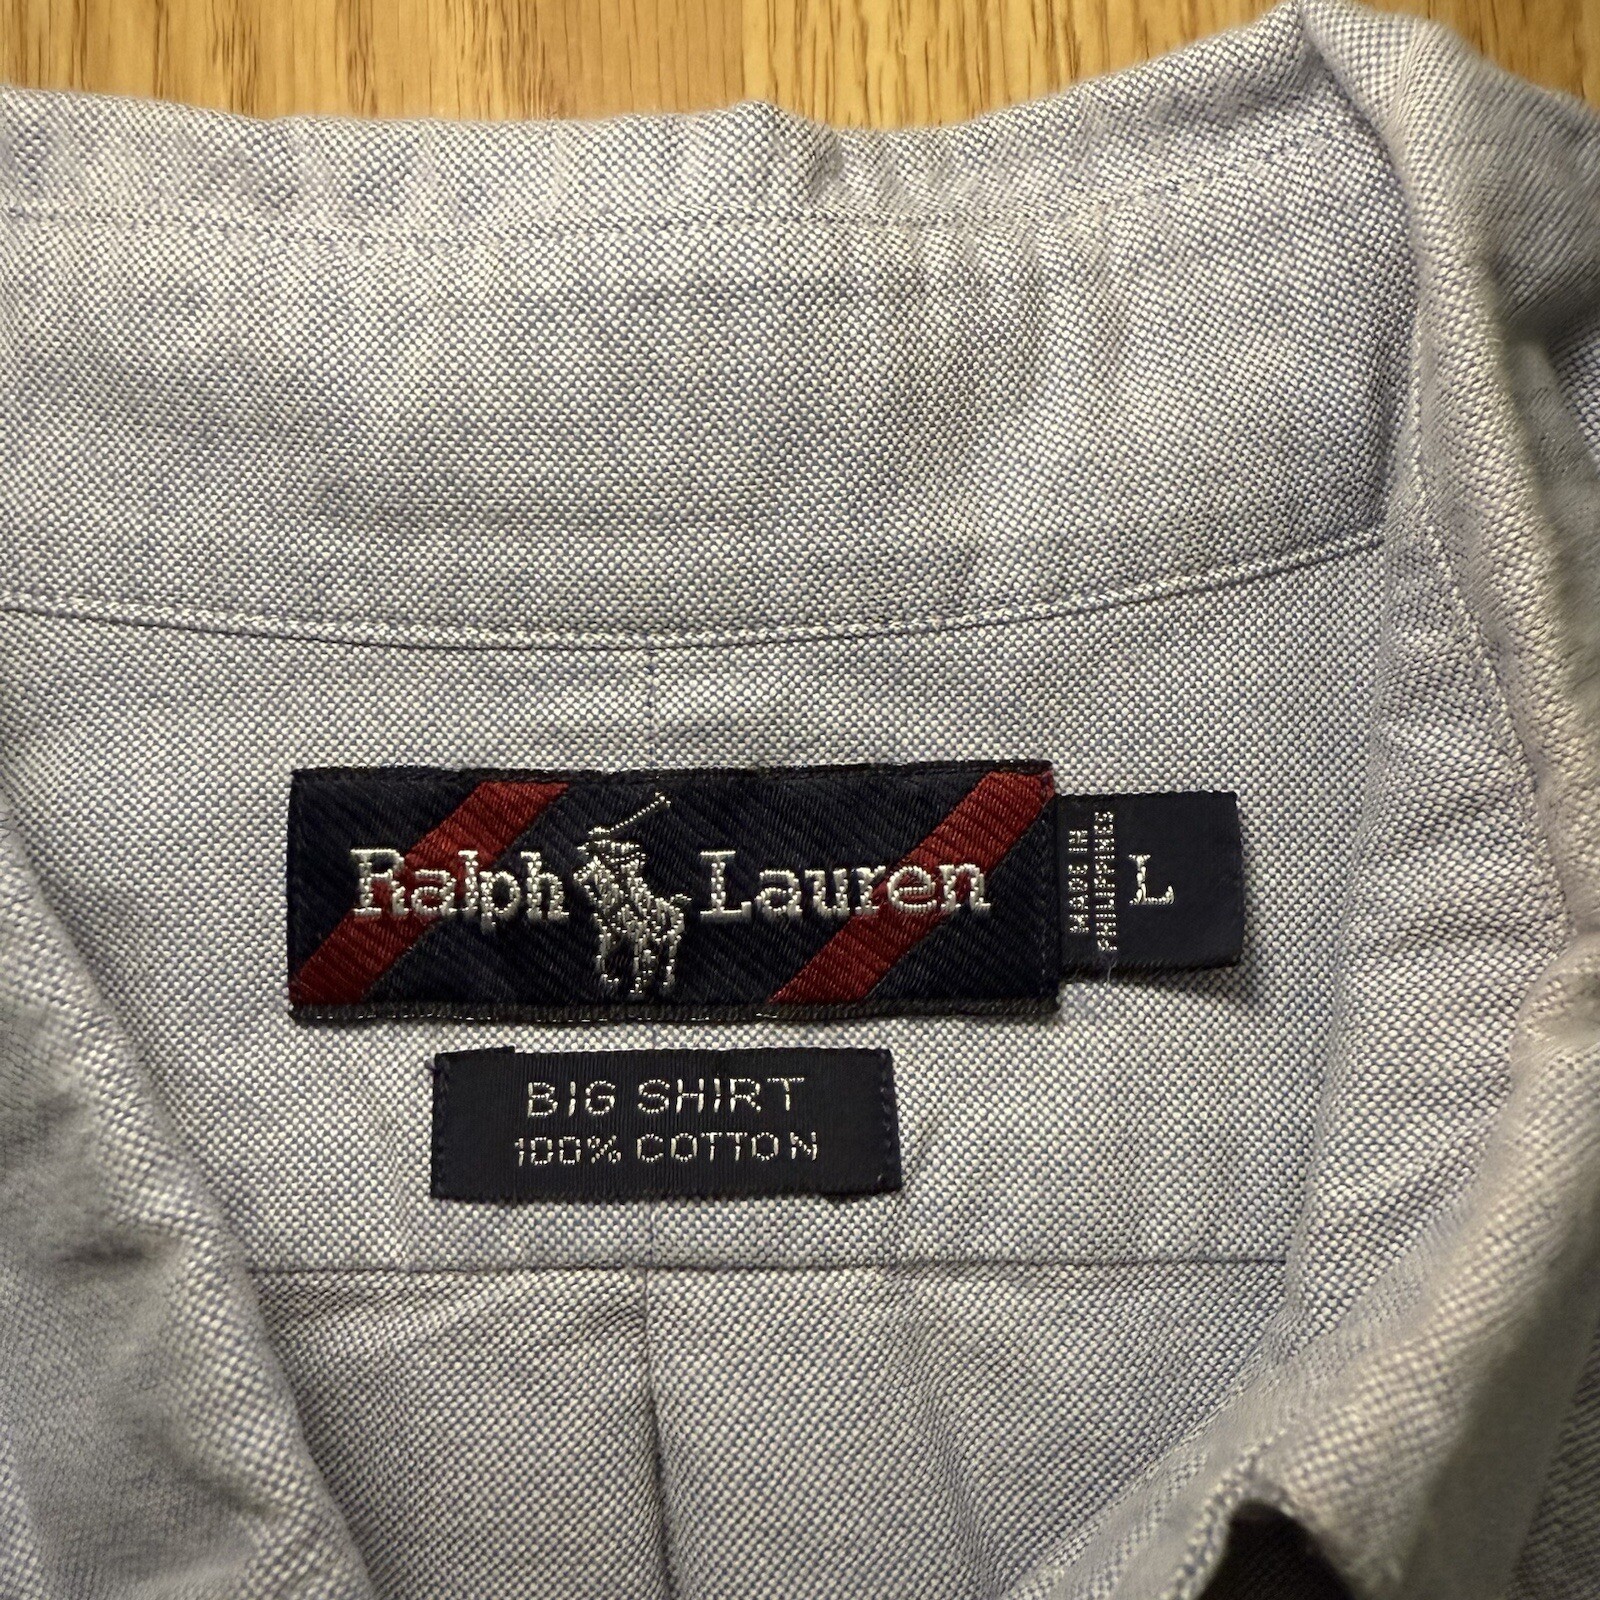 Ralph Lauren
MADE IN
PHILIPPINES
L
BIG SHIRT
100% COTTON